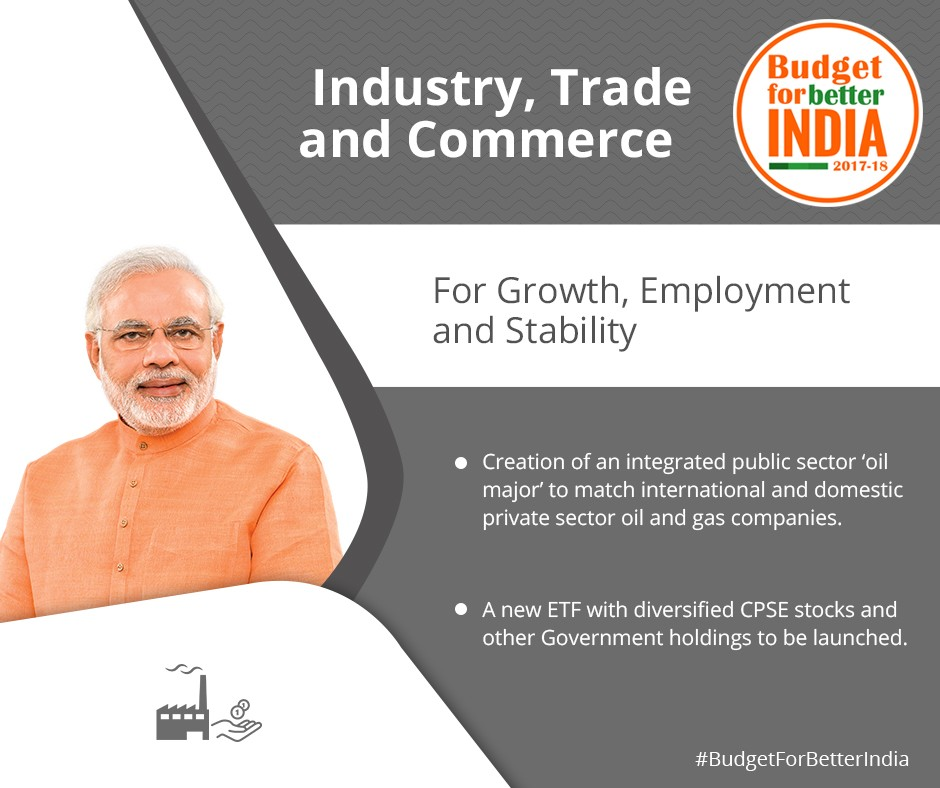 Industry, Trade
and Commerce
Budget
for better
INDIA
2017-18
For Growth, Employment
and Stability
Creation of an integrated public sector ‘oil
major’ to match international and domestic
private sector oil and gas companies.
A new ETF with diversified CPSE stocks and
other Government holdings to be launched.
#BudgetForBetterIndia